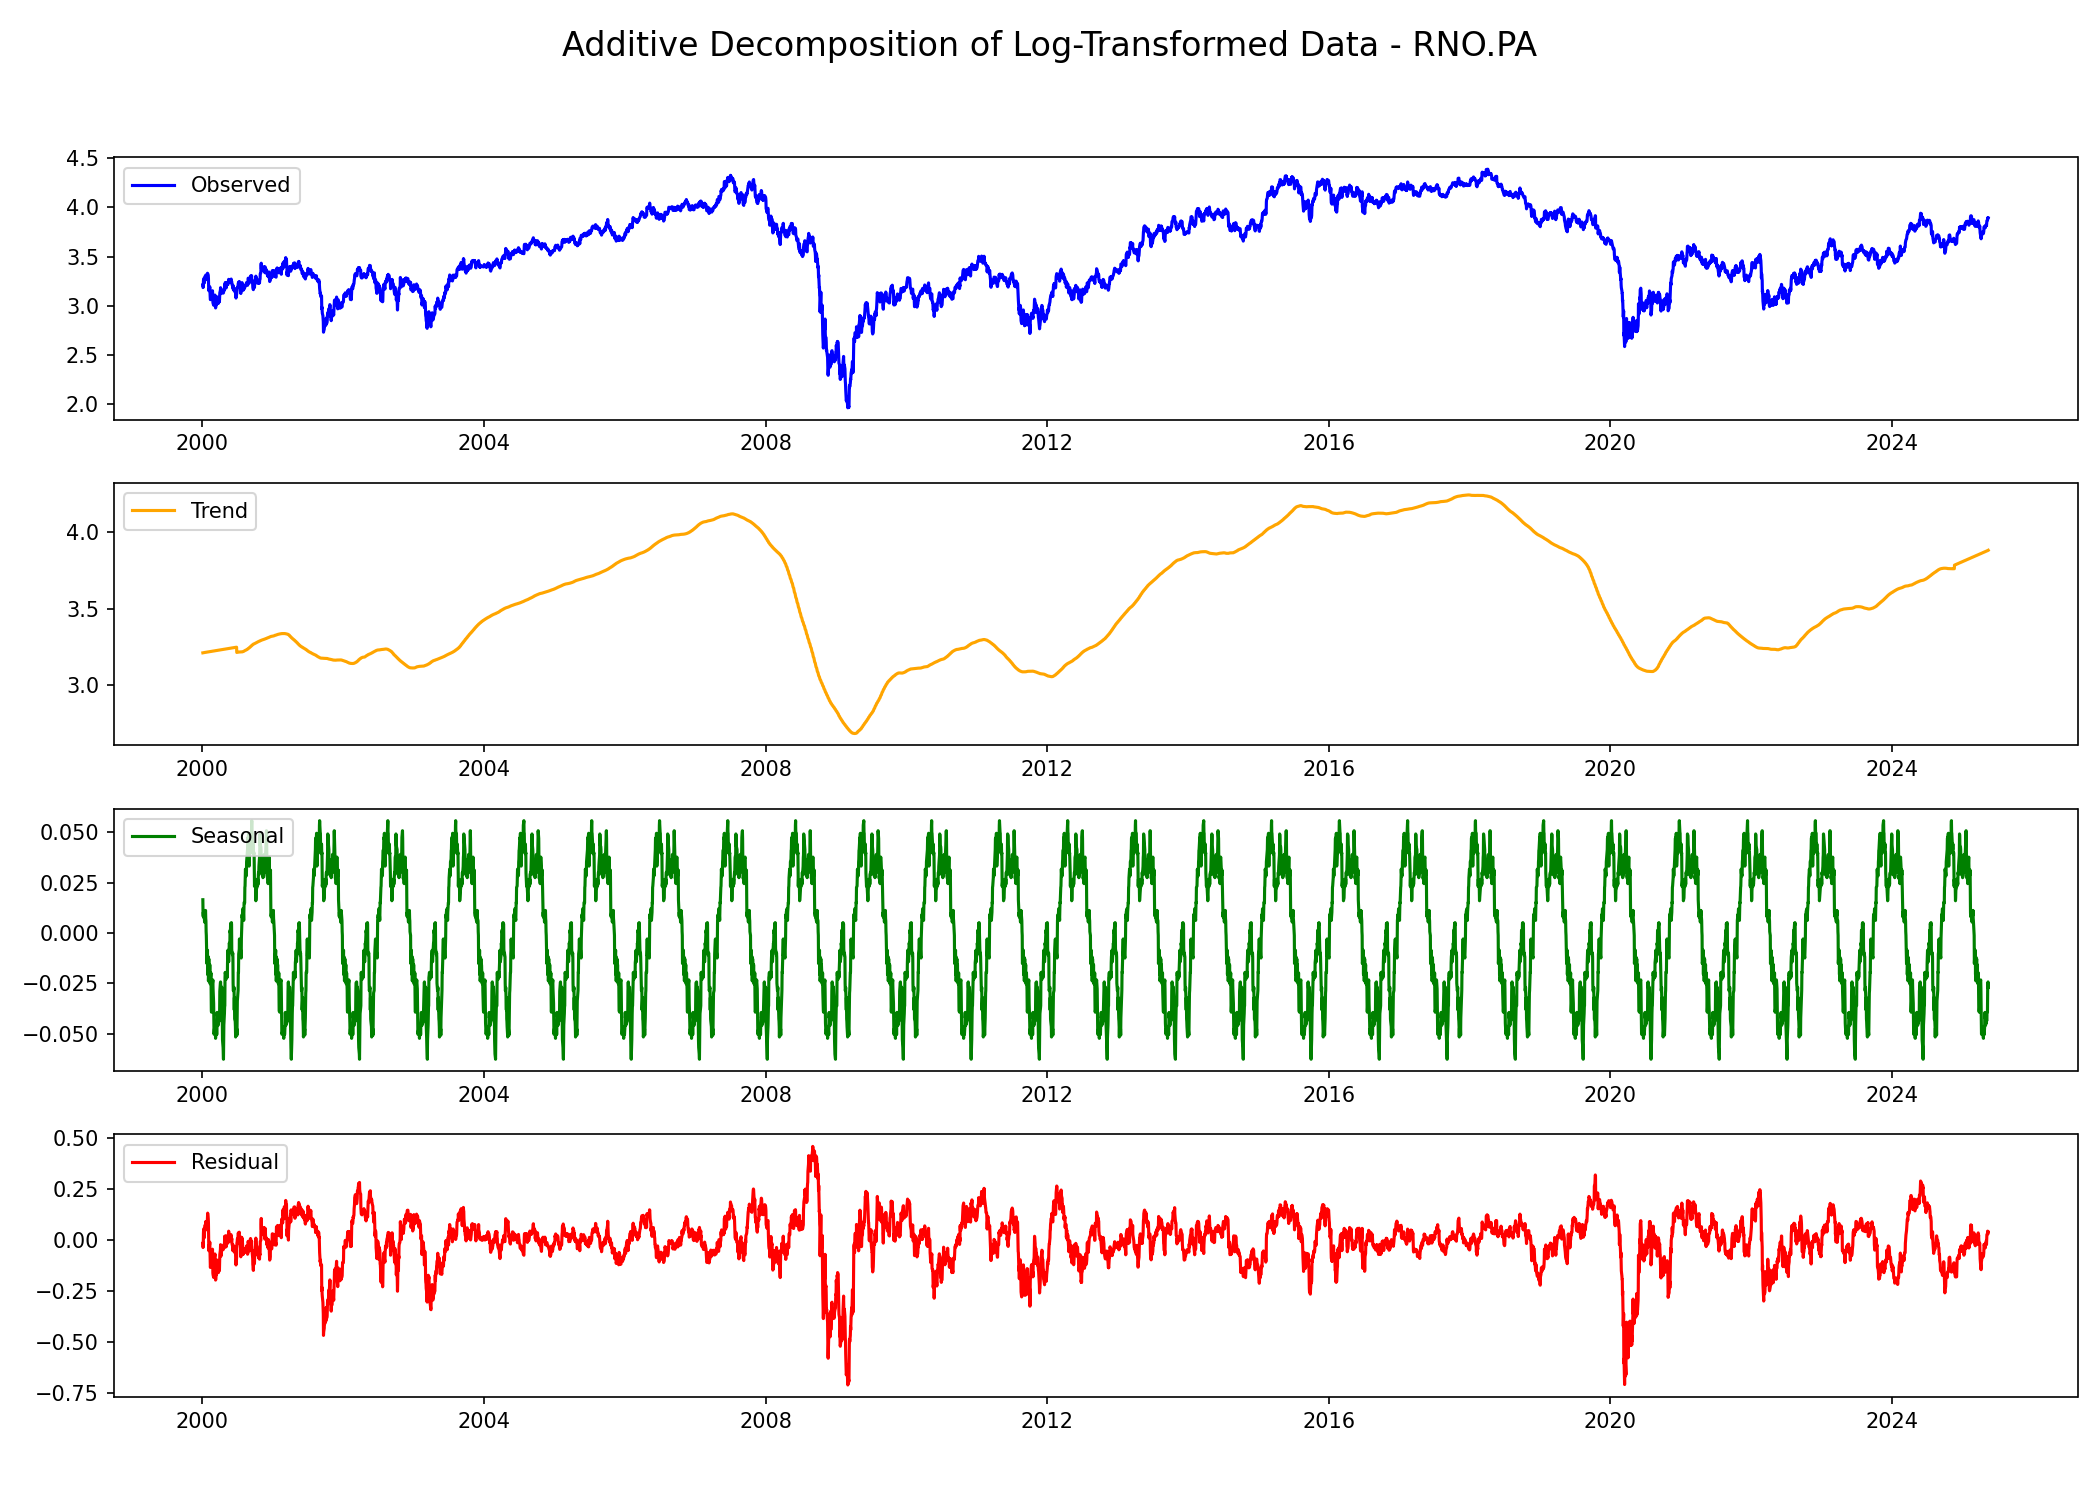 Additive Decomposition of Log-Transformed Data - RNO.PA
4.5
4.0
3.5
3.0
2.5
2.0
Observed
2000 2004 2008 2012 2016 2020 2024
4.0
3.5
3.0
Trend
2000 2004 2008 2012 2016 2020 2024
0.050
0.025
0.000
−0.025
−0.050
Seasonal
2000 2004 2008 2012 2016 2020 2024
0.50
0.25
0.00
−0.25
−0.50
−0.75
Residual
2000 2004 2008 2012 2016 2020 2024